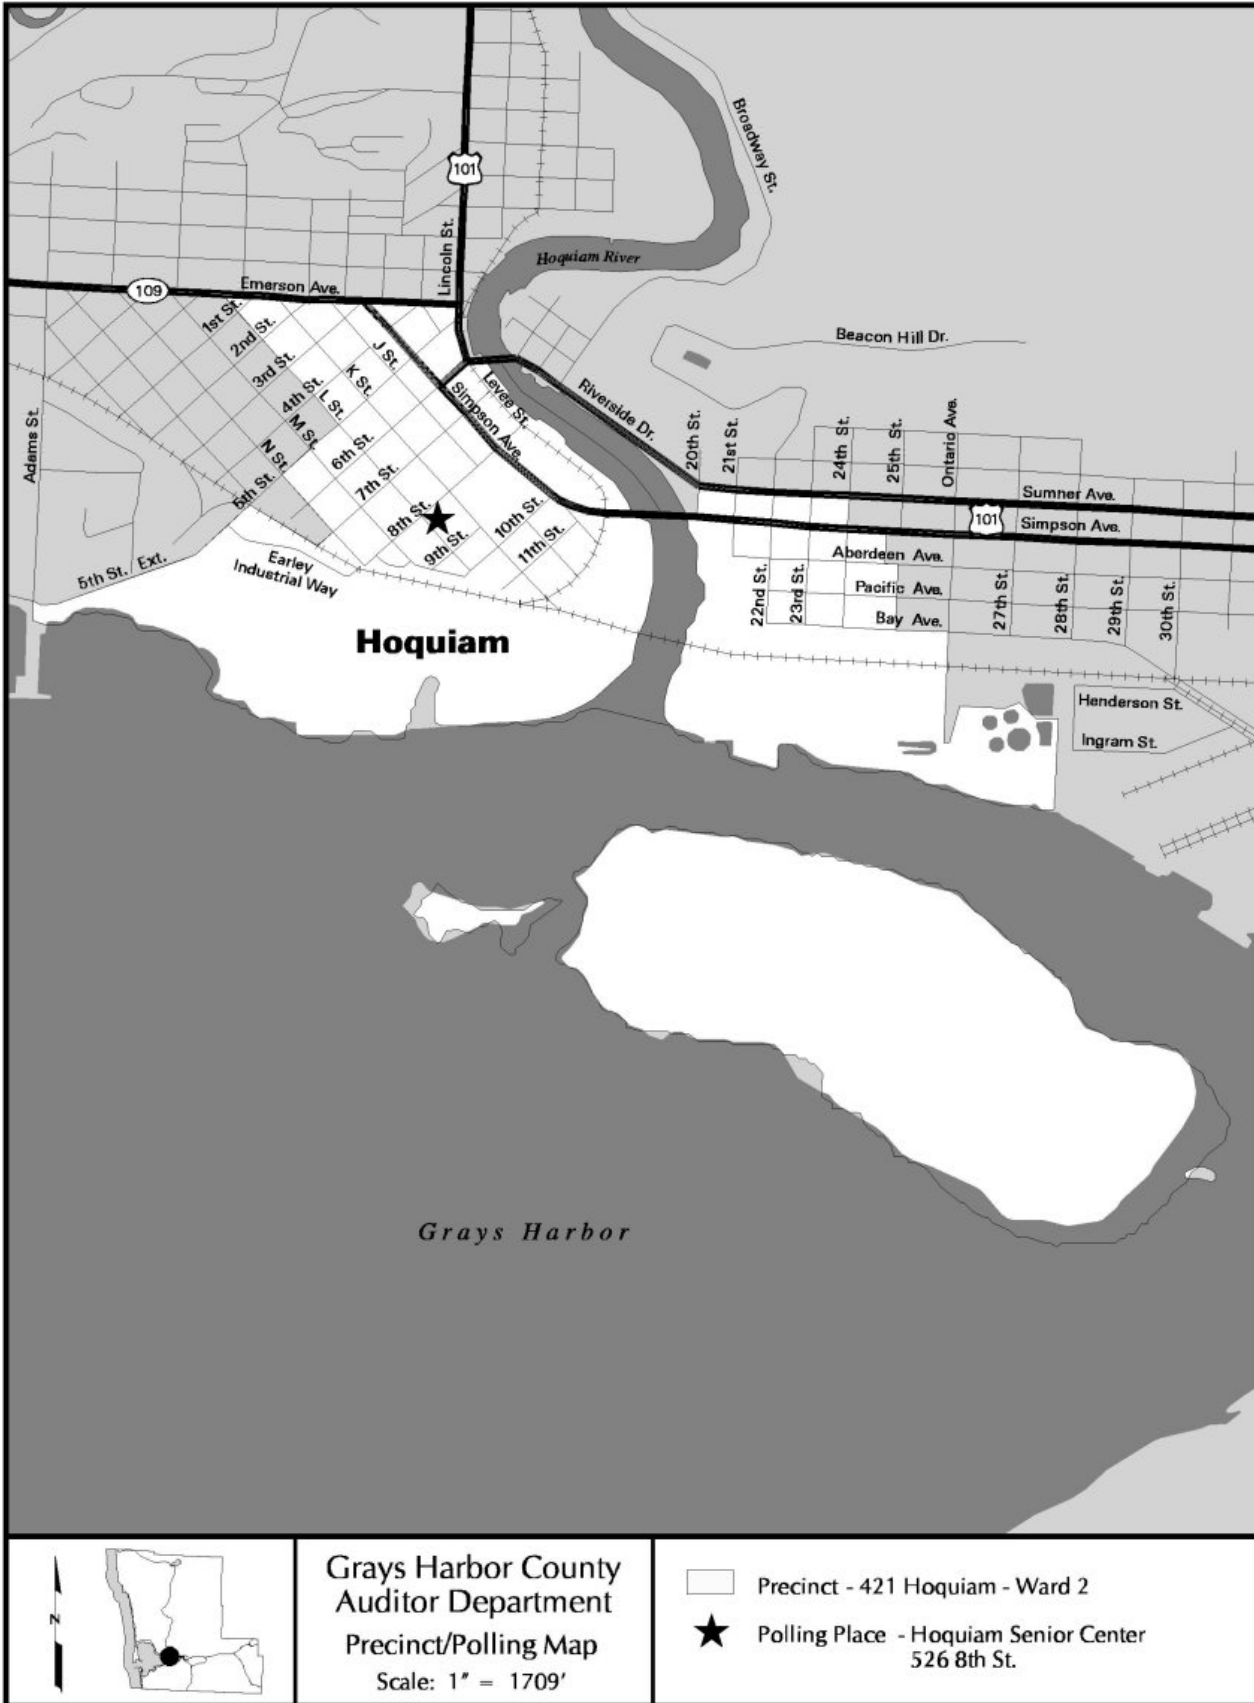 Broadway St.
101
Lincoln St.
Hoquiam River
109
Emerson Ave.
1st St.
2nd St.
3rd St.
4th St.
5th St.
6th St.
7th St.
8th St.
9th St.
10th St.
11th St.
J St.
K St.
L St.
M St.
N St.
Simpson Ave.
Levee St.
Riverside Dr.
Beacon Hill Dr.
Adams St.
5th St. Ext.
Earley
Industrial Way
20th St.
21st St.
24th St.
25th St.
Ontario Ave.
Sumner Ave.
101
Simpson Ave.
Aberdeen Ave.
Pacific Ave.
Bay Ave.
22nd St.
23rd St.
27th St.
28th St.
29th St.
30th St.
Hoquiam
Henderson St.
Ingram St.
Grays Harbor
N
Grays Harbor County
Auditor Department
Precinct/Polling Map
Scale: 1" = 1709'
Precinct - 421 Hoquiam - Ward 2
Polling Place - Hoquiam Senior Center
526 8th St.